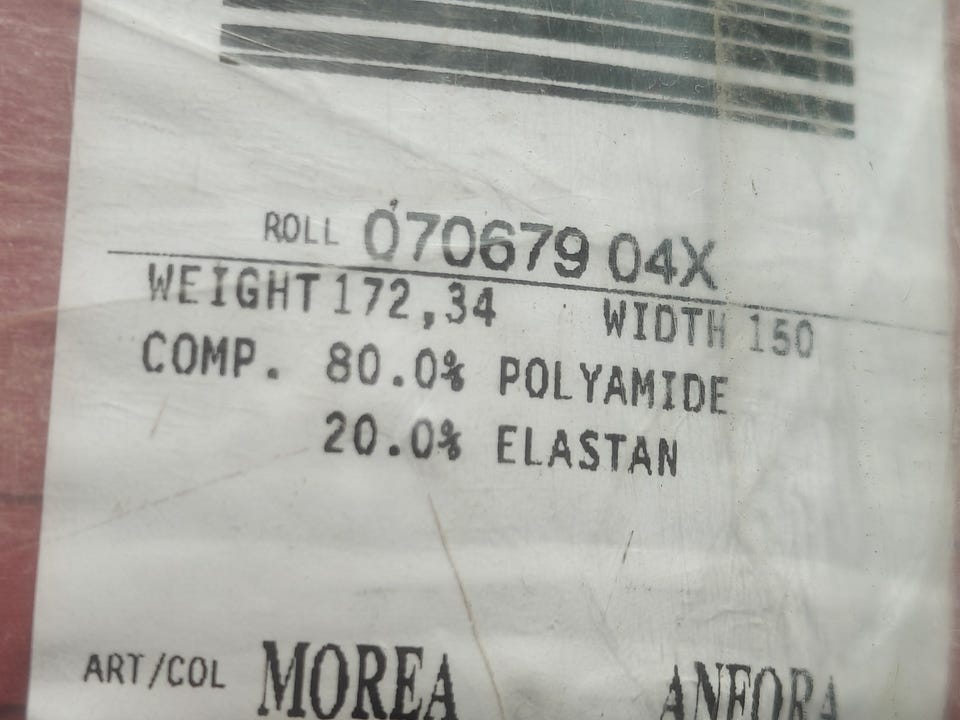 ROLL 070679 04X
WEIGHT 172,34 WIDTH 150
COMP. 80.0% POLYAMIDE
20.0% ELASTAN
ART/COL MOREA ANFORA